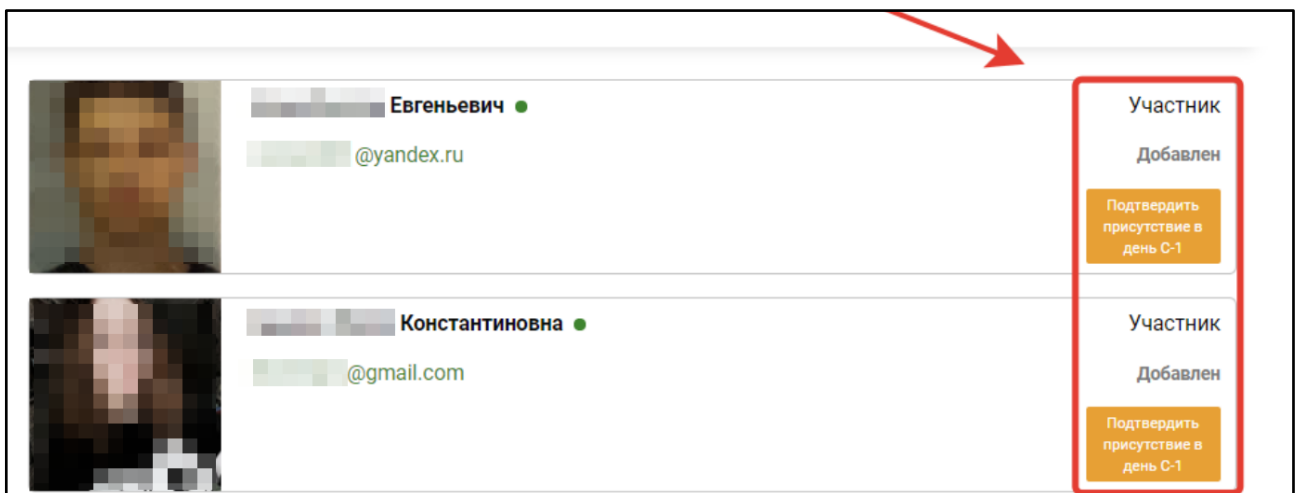 Евгеньевич
Участник
@yandex.ru
Добавлен
Подтвердить
присутствие в
день С-1
Константиновна
Участник
@gmail.com
Добавлен
Подтвердить
присутствие в
день С-1